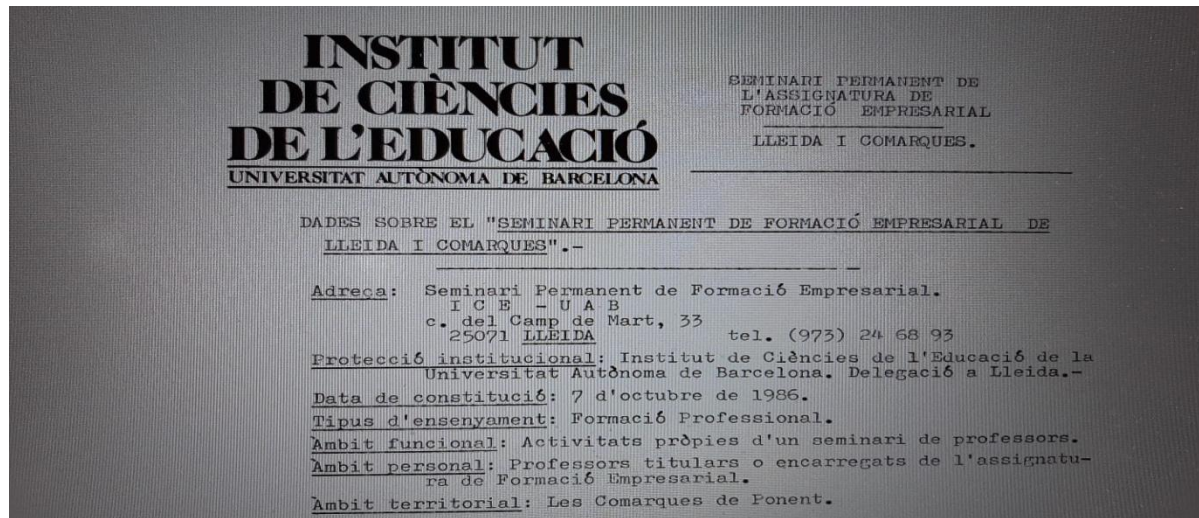 INSTITUT
DE CIÈNCIES
DE L'EDUCACIÓ
UNIVERSITAT AUTÒNOMA DE BARCELONA
SEMINARI PERMANENT DE
L'ASSIGNATURA DE
FORMACIÓ EMPRESARIAL
LLEIDA I COMARQUES.
DADES SOBRE EL "SEMINARI PERMANENT DE FORMACIÓ EMPRESARIAL DE
LLEIDA I COMARQUES".-
Adreça: Seminari Permanent de Formació Empresarial.
I C E - U A B
c. del Camp de Mart, 33
25071 LLEIDA tel. (973) 24 68 93
Protecció institucional: Institut de Ciències de l'Educació de la
Universitat Autònoma de Barcelona. Delegació a Lleida.-
Data de constitució: 7 d'octubre de 1986.
Tipus d'ensenyament: Formació Professional.
Àmbit funcional: Activitats pròpies d'un seminari de professors.
Àmbit personal: Professors titulars o encarregats de l'assignatu-
ra de Formació Empresarial.
Àmbit territorial: Les Comarques de Ponent.